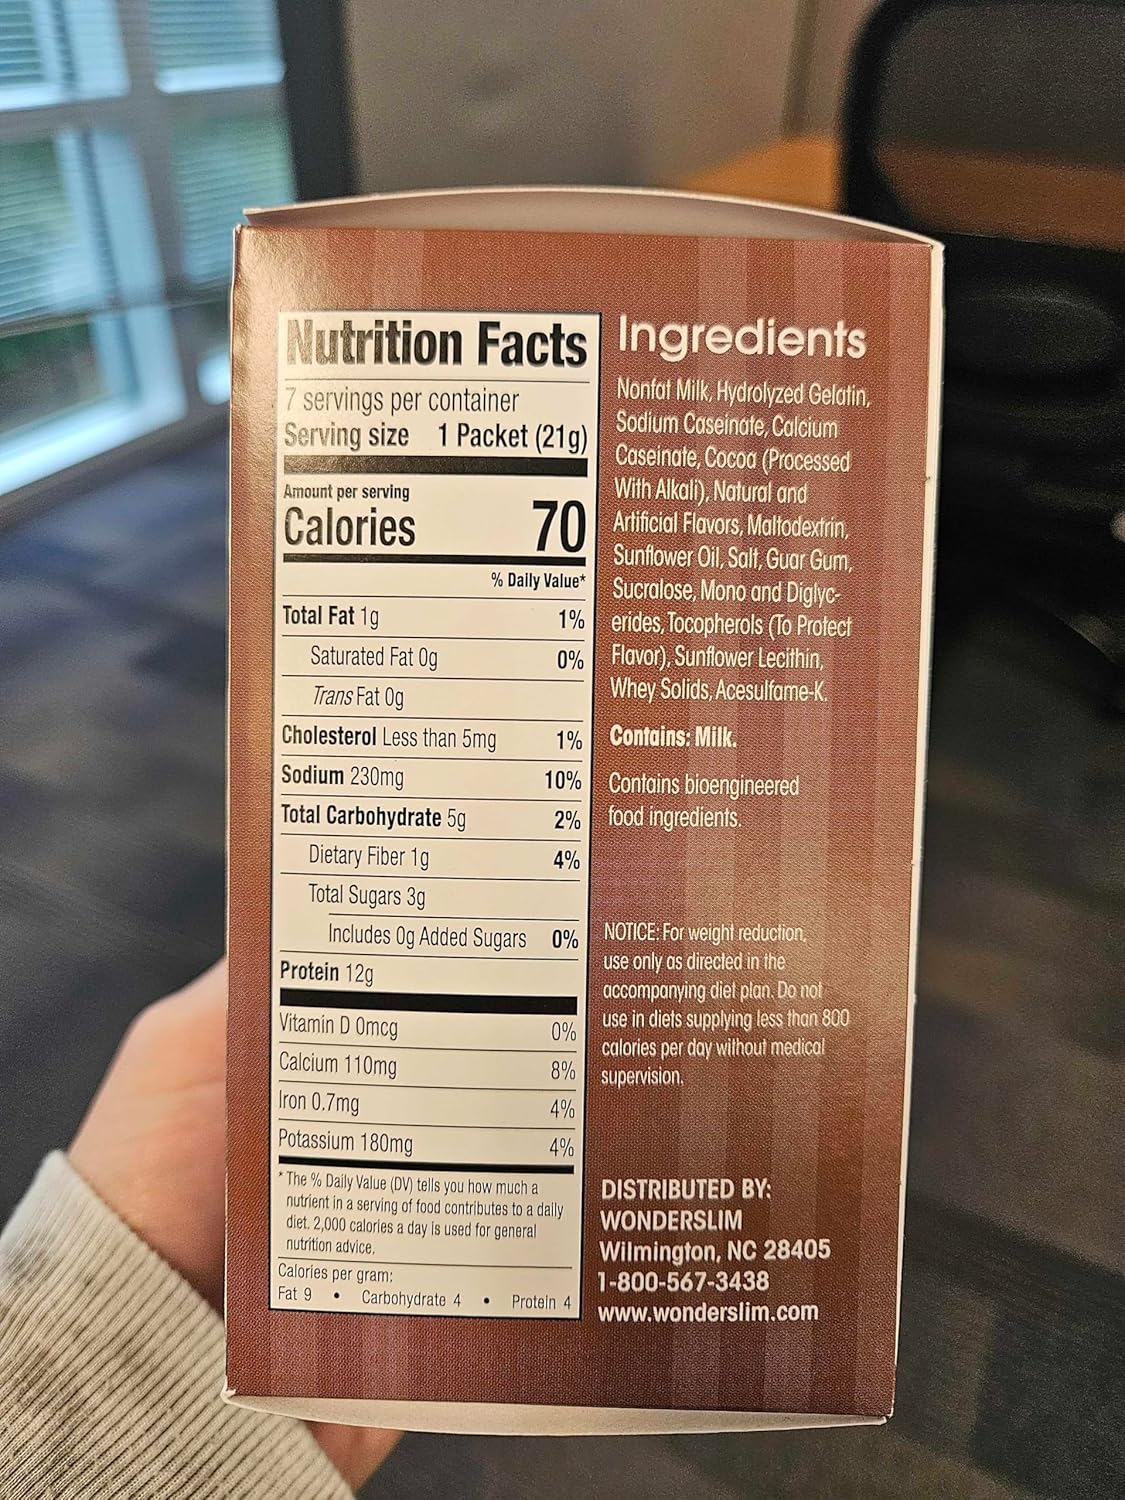 Nutrition Facts
7 servings per container
Serving size 1 Packet (21g)
Amount per serving
Calories 70
% Daily Value*
Total Fat 1g 1%
Saturated Fat 0g 0%
Trans Fat 0g
Cholesterol Less than 5mg 1%
Sodium 230mg 10%
Total Carbohydrate 5g 2%
Dietary Fiber 1g 4%
Total Sugars 3g
Includes 0g Added Sugars 0%
Protein 12g
Vitamin D 0mcg 0%
Calcium 110mg 8%
Iron 0.7mg 4%
Potassium 180mg 4%
* The % Daily Value (DV) tells you how much a
nutrient in a serving of food contributes to a daily
diet. 2,000 calories a day is used for general
nutrition advice.
Calories per gram:
Fat 9 • Carbohydrate 4 • Protein 4
Ingredients
Nonfat Milk, Hydrolyzed Gelatin,
Sodium Caseinate, Calcium
Caseinate, Cocoa (Processed
With Alkali), Natural and
Artificial Flavors, Maltodextrin,
Sunflower Oil, Salt, Guar Gum,
Sucralose, Mono and Diglyc-
erides, Tocopherols (To Protect
Flavor), Sunflower Lecithin,
Whey Solids, Acesulfame-K.
Contains: Milk.
Contains bioengineered
food ingredients.
NOTICE: For weight reduction,
use only as directed in the
accompanying diet plan. Do not
use in diets supplying less than 800
calories per day without medical
supervision.
DISTRIBUTED BY:
WONDERSLIM
Wilmington, NC 28405
1-800-567-3438
www.wonderslim.com